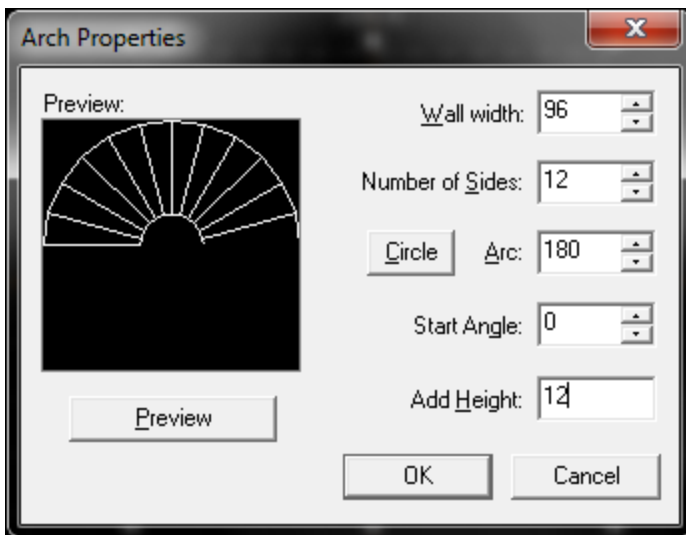 Arch Properties
Preview:
Wall width: 96
Number of Sides: 12
Circle Arc: 180
Start Angle: 0
Add Height: 12
Preview
OK Cancel